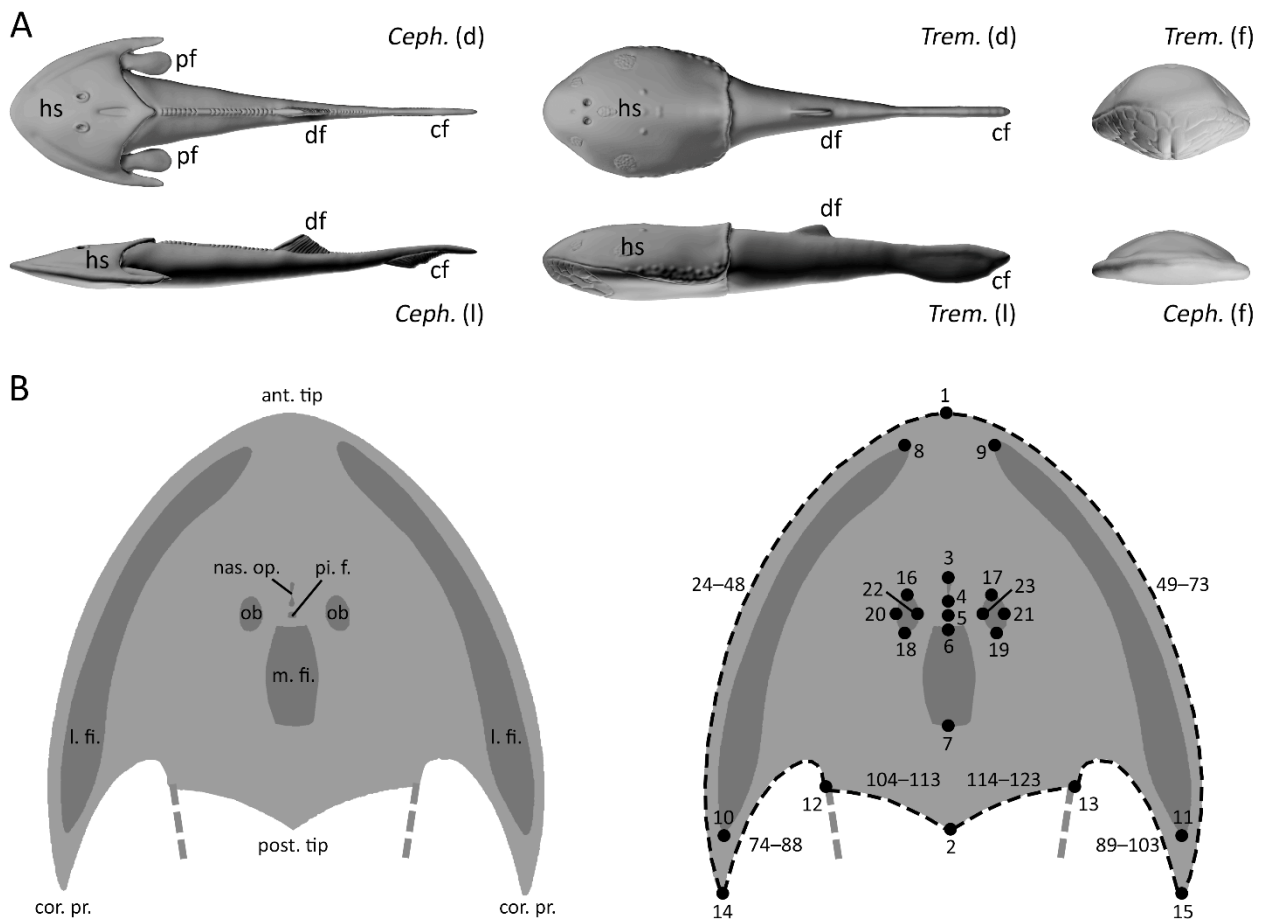 A
Ceph. (d)
Trem. (d)
Trem. (f)
pf
hs
hs
pf
df
cf
df
cf
df
df
hs
hs
cf
cf
Ceph. (l)
Trem. (l)
Ceph. (f)
B
ant. tip
nas. op.
pi. f.
ob
ob
m. fi.
l. fi.
l. fi.
post. tip
cor. pr.
cor. pr.
1
8
9
3
24–48
49–73
16
17
22
4
23
20
5
21
6
18
19
7
104–113
114–123
12
13
10
11
74–88
2
89–103
14
15